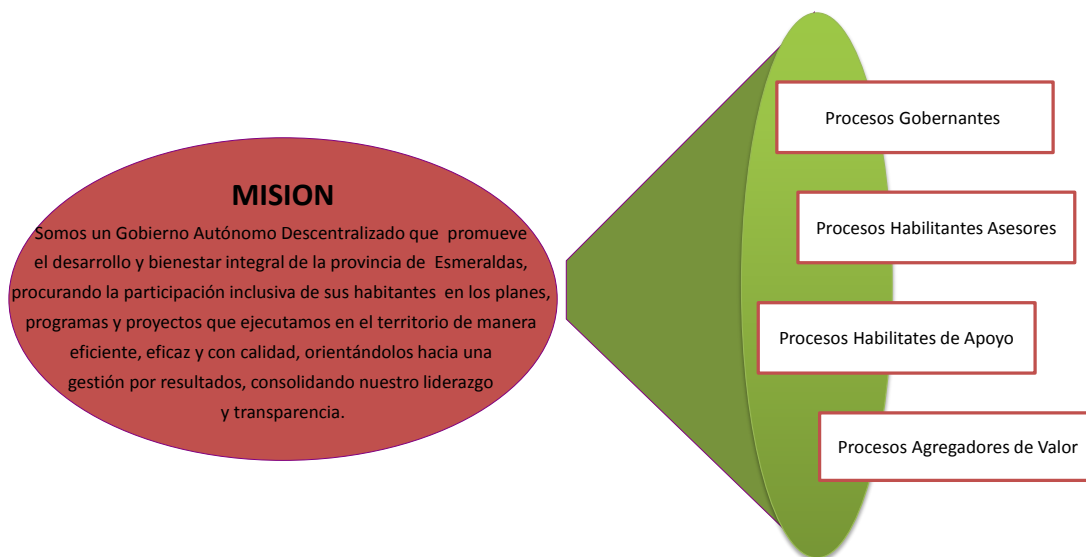 MISION
Somos un Gobierno Autónomo Descentralizado que promueve
el desarrollo y bienestar integral de la provincia de Esmeraldas,
procurando la participación inclusiva de sus habitantes en los planes,
programas y proyectos que ejecutamos en el territorio de manera
eficiente, eficaz y con calidad, orientándolos hacia una
gestión por resultados, consolidando nuestro liderazgo
y transparencia.
Procesos Gobernantes
Procesos Habilitantes Asesores
Procesos Habilitates de Apoyo
Procesos Agregadores de Valor